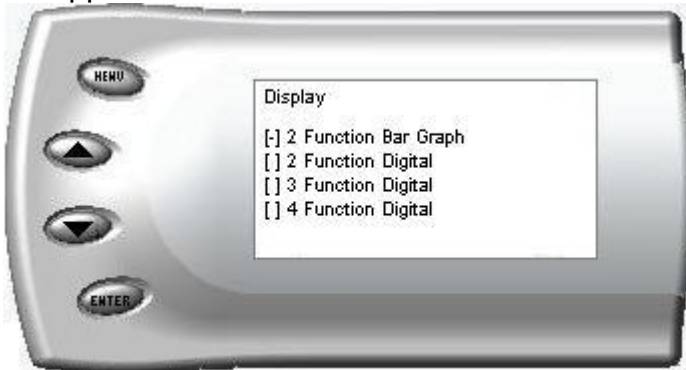 MENU
Display
[-] 2 Function Bar Graph
[ ] 2 Function Digital
[ ] 3 Function Digital
[ ] 4 Function Digital
ENTER